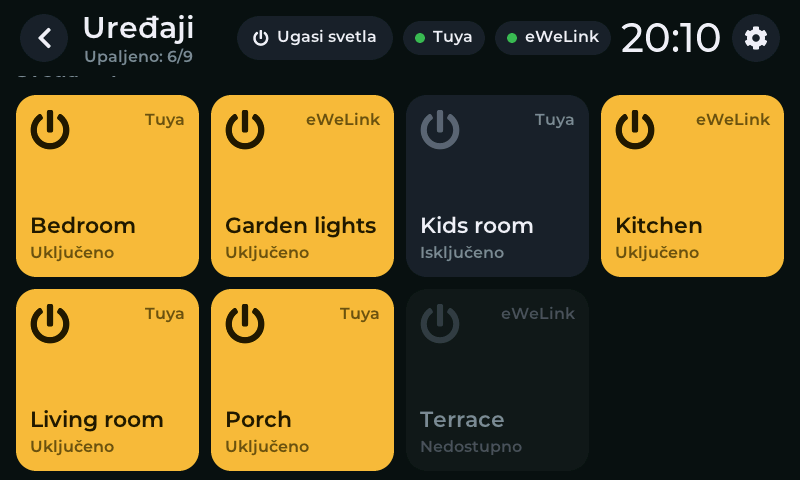 Uređaji
Upaljeno: 6/9
Ugasi svetla
Tuya
eWeLink
20:10
Tuya
Bedroom
Uključeno
eWeLink
Garden lights
Uključeno
Tuya
Kids room
Isključeno
eWeLink
Kitchen
Uključeno
Tuya
Living room
Uključeno
Tuya
Porch
Uključeno
eWeLink
Terrace
Nedostupno